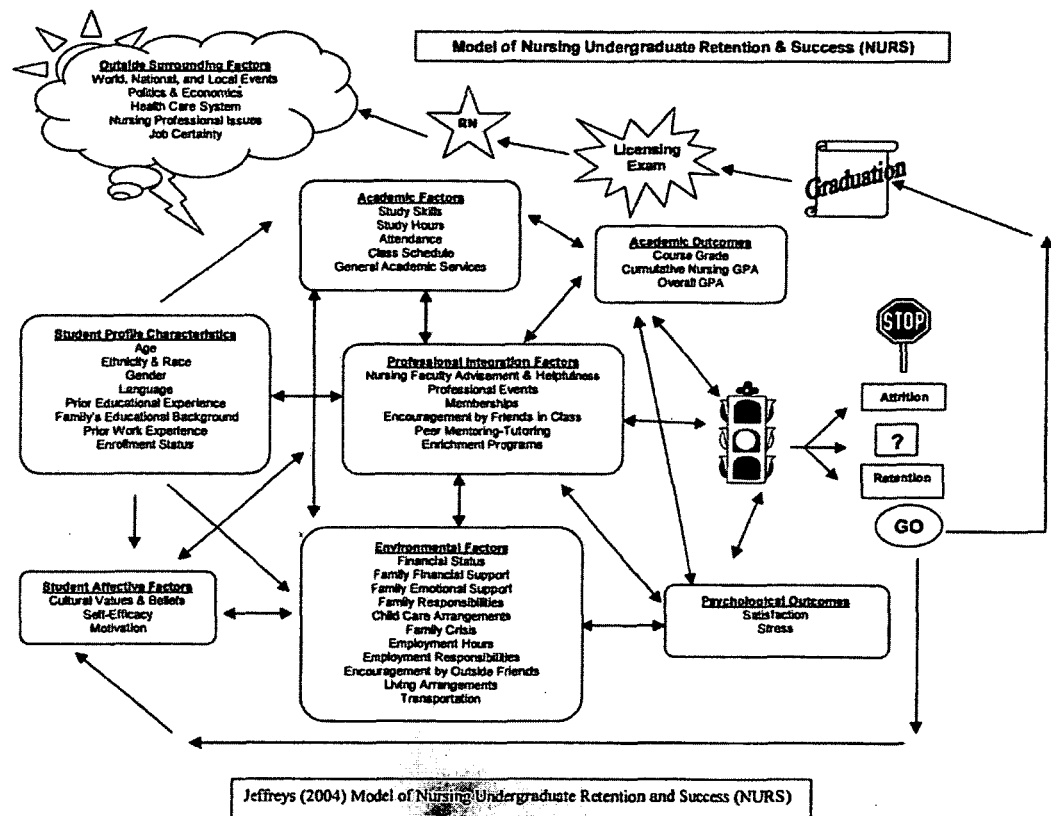 Model of Nursing Undergraduate Retention & Success (NURS)
Outside Surrounding Factors
World, National, and Local Events
Politics & Economics
Health Care System
Nursing Professional Issues
Job Certainty
RN
Licensing
Exam
Graduation
Academic Factors
Study Skills
Study Hours
Attendance
Class Schedule
General Academic Services
Academic Outcomes
Course Grade
Cumulative Nursing GPA
Overall GPA
Student Profile Characteristics
Age
Ethnicity & Race
Gender
Language
Prior Educational Experience
Family's Educational Background
Prior Work Experience
Enrollment Status
Professional Integration Factors
Nursing Faculty Advisement & Helpfulness
Professional Events
Memberships
Encouragement by Friends in Class
Peer Mentoring-Tutoring
Enrichment Programs
STOP
Attrition
?
Retention
GO
Student Affective Factors
Cultural Values & Beliefs
Self-Efficacy
Motivation
Environmental Factors
Financial Status
Family Financial Support
Family Emotional Support
Family Responsibilities
Child Care Arrangements
Family Crisis
Employment Hours
Employment Responsibilities
Encouragement by Outside Friends
Living Arrangements
Transportation
Psychological Outcomes
Satisfaction
Stress
Jeffreys (2004) Model of Nursing Undergraduate Retention and Success (NURS)